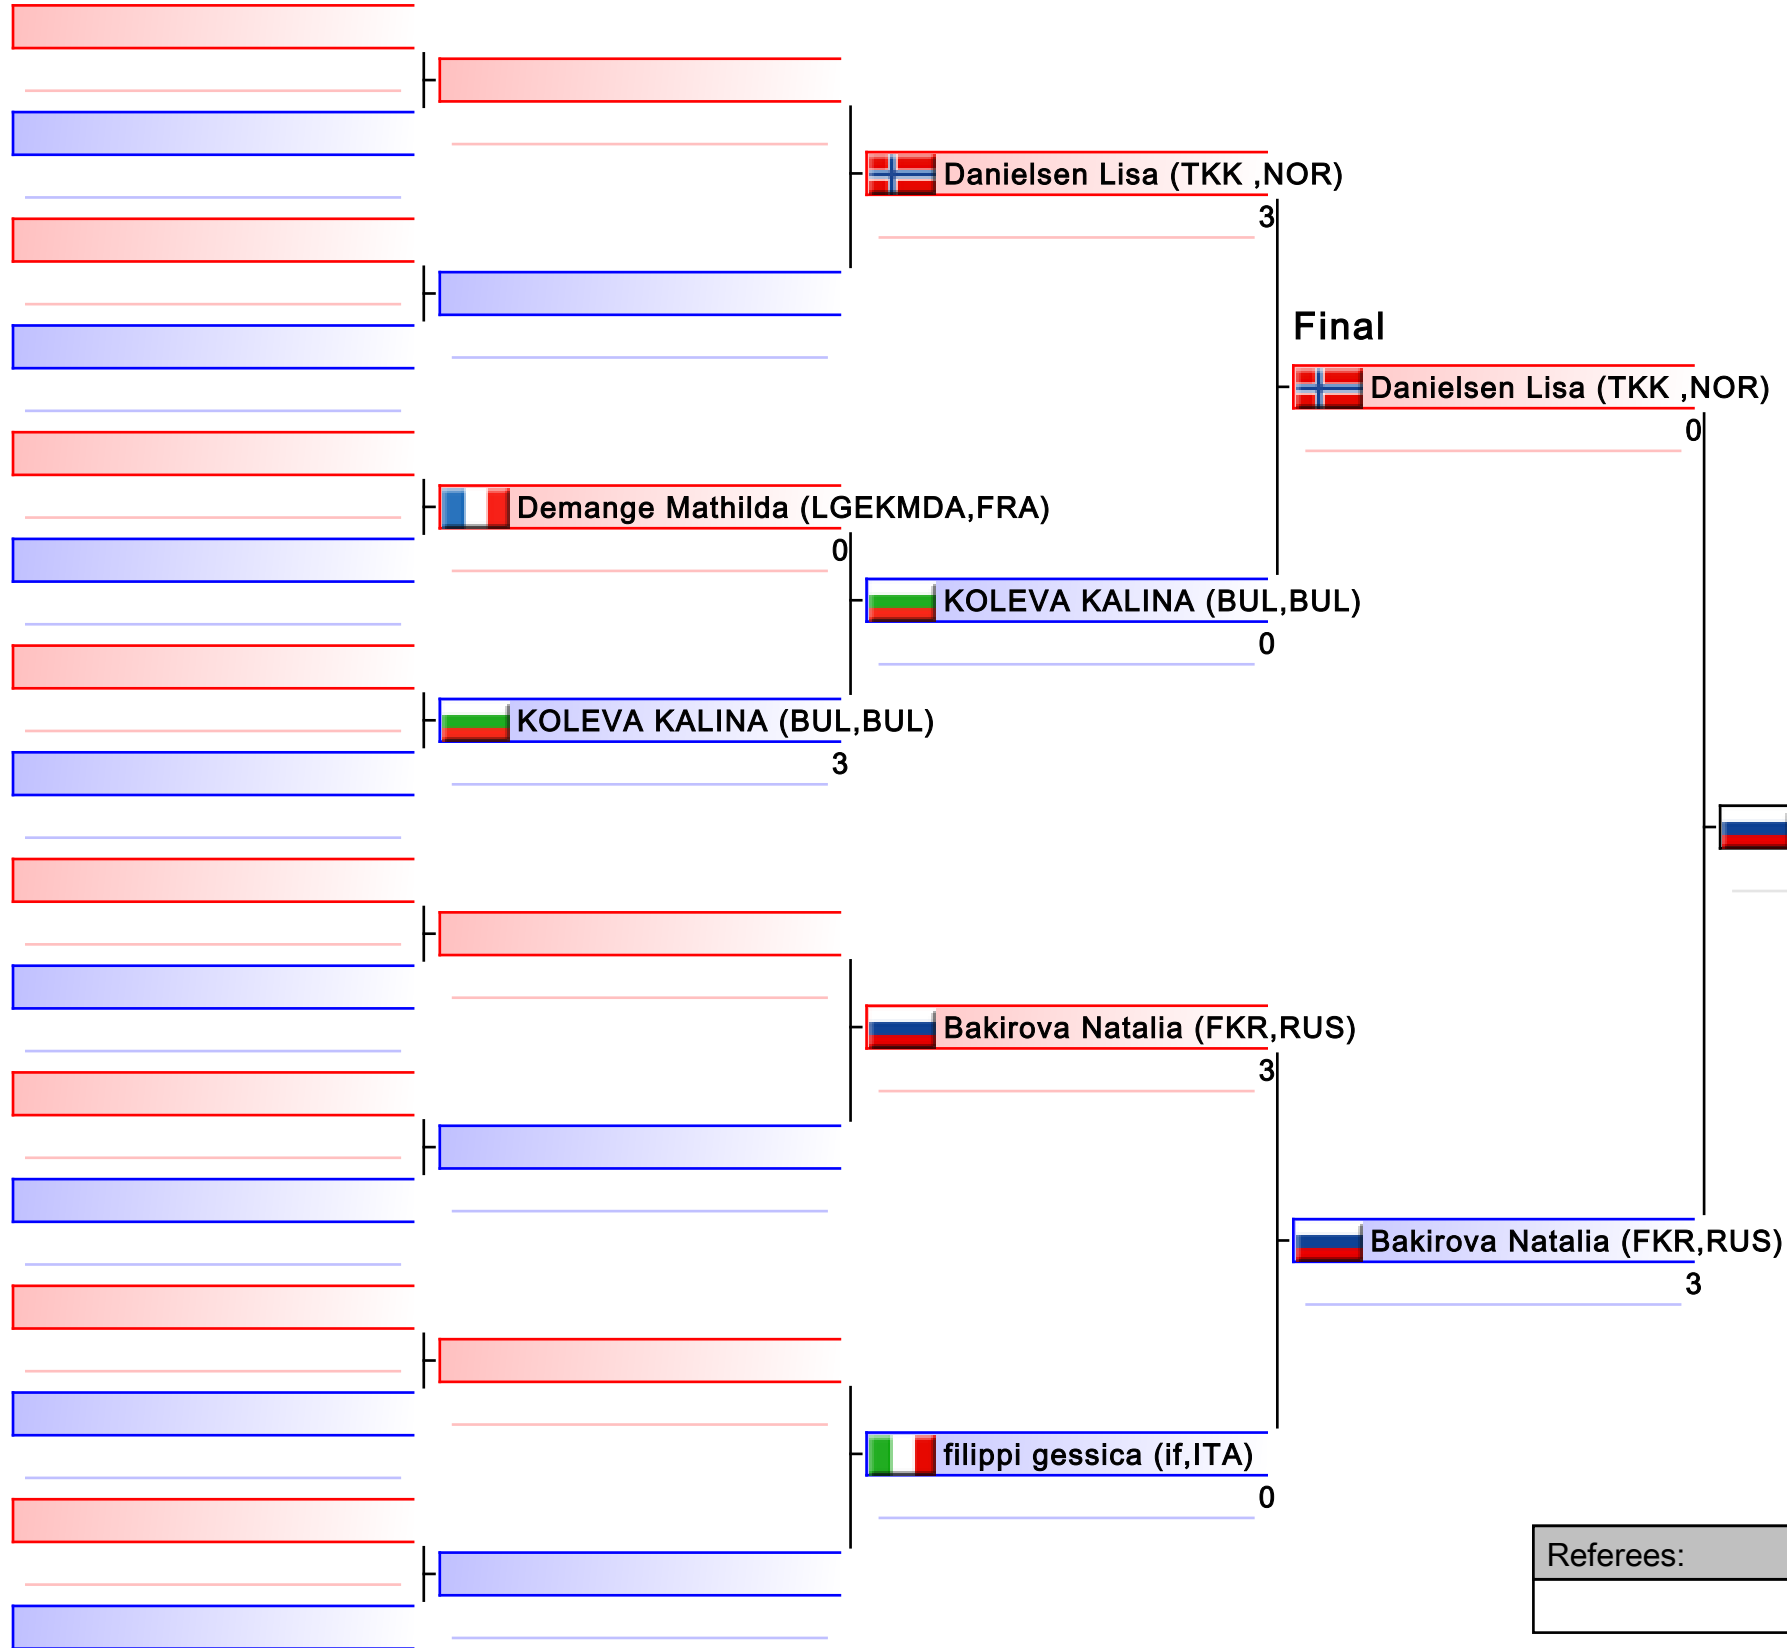 Danielsen Lisa (TKK ,NOR)
3
Final
Danielsen Lisa (TKK ,NOR)
0
Demange Mathilda (LGEKMDA,FRA)
0
KOLEVA KALINA (BUL,BUL)
0
KOLEVA KALINA (BUL,BUL)
3
Bakirova Natalia (FKR,RUS)
3
Bakirova Natalia (FKR,RUS)
3
filippi gessica (if,ITA)
0
Referees: